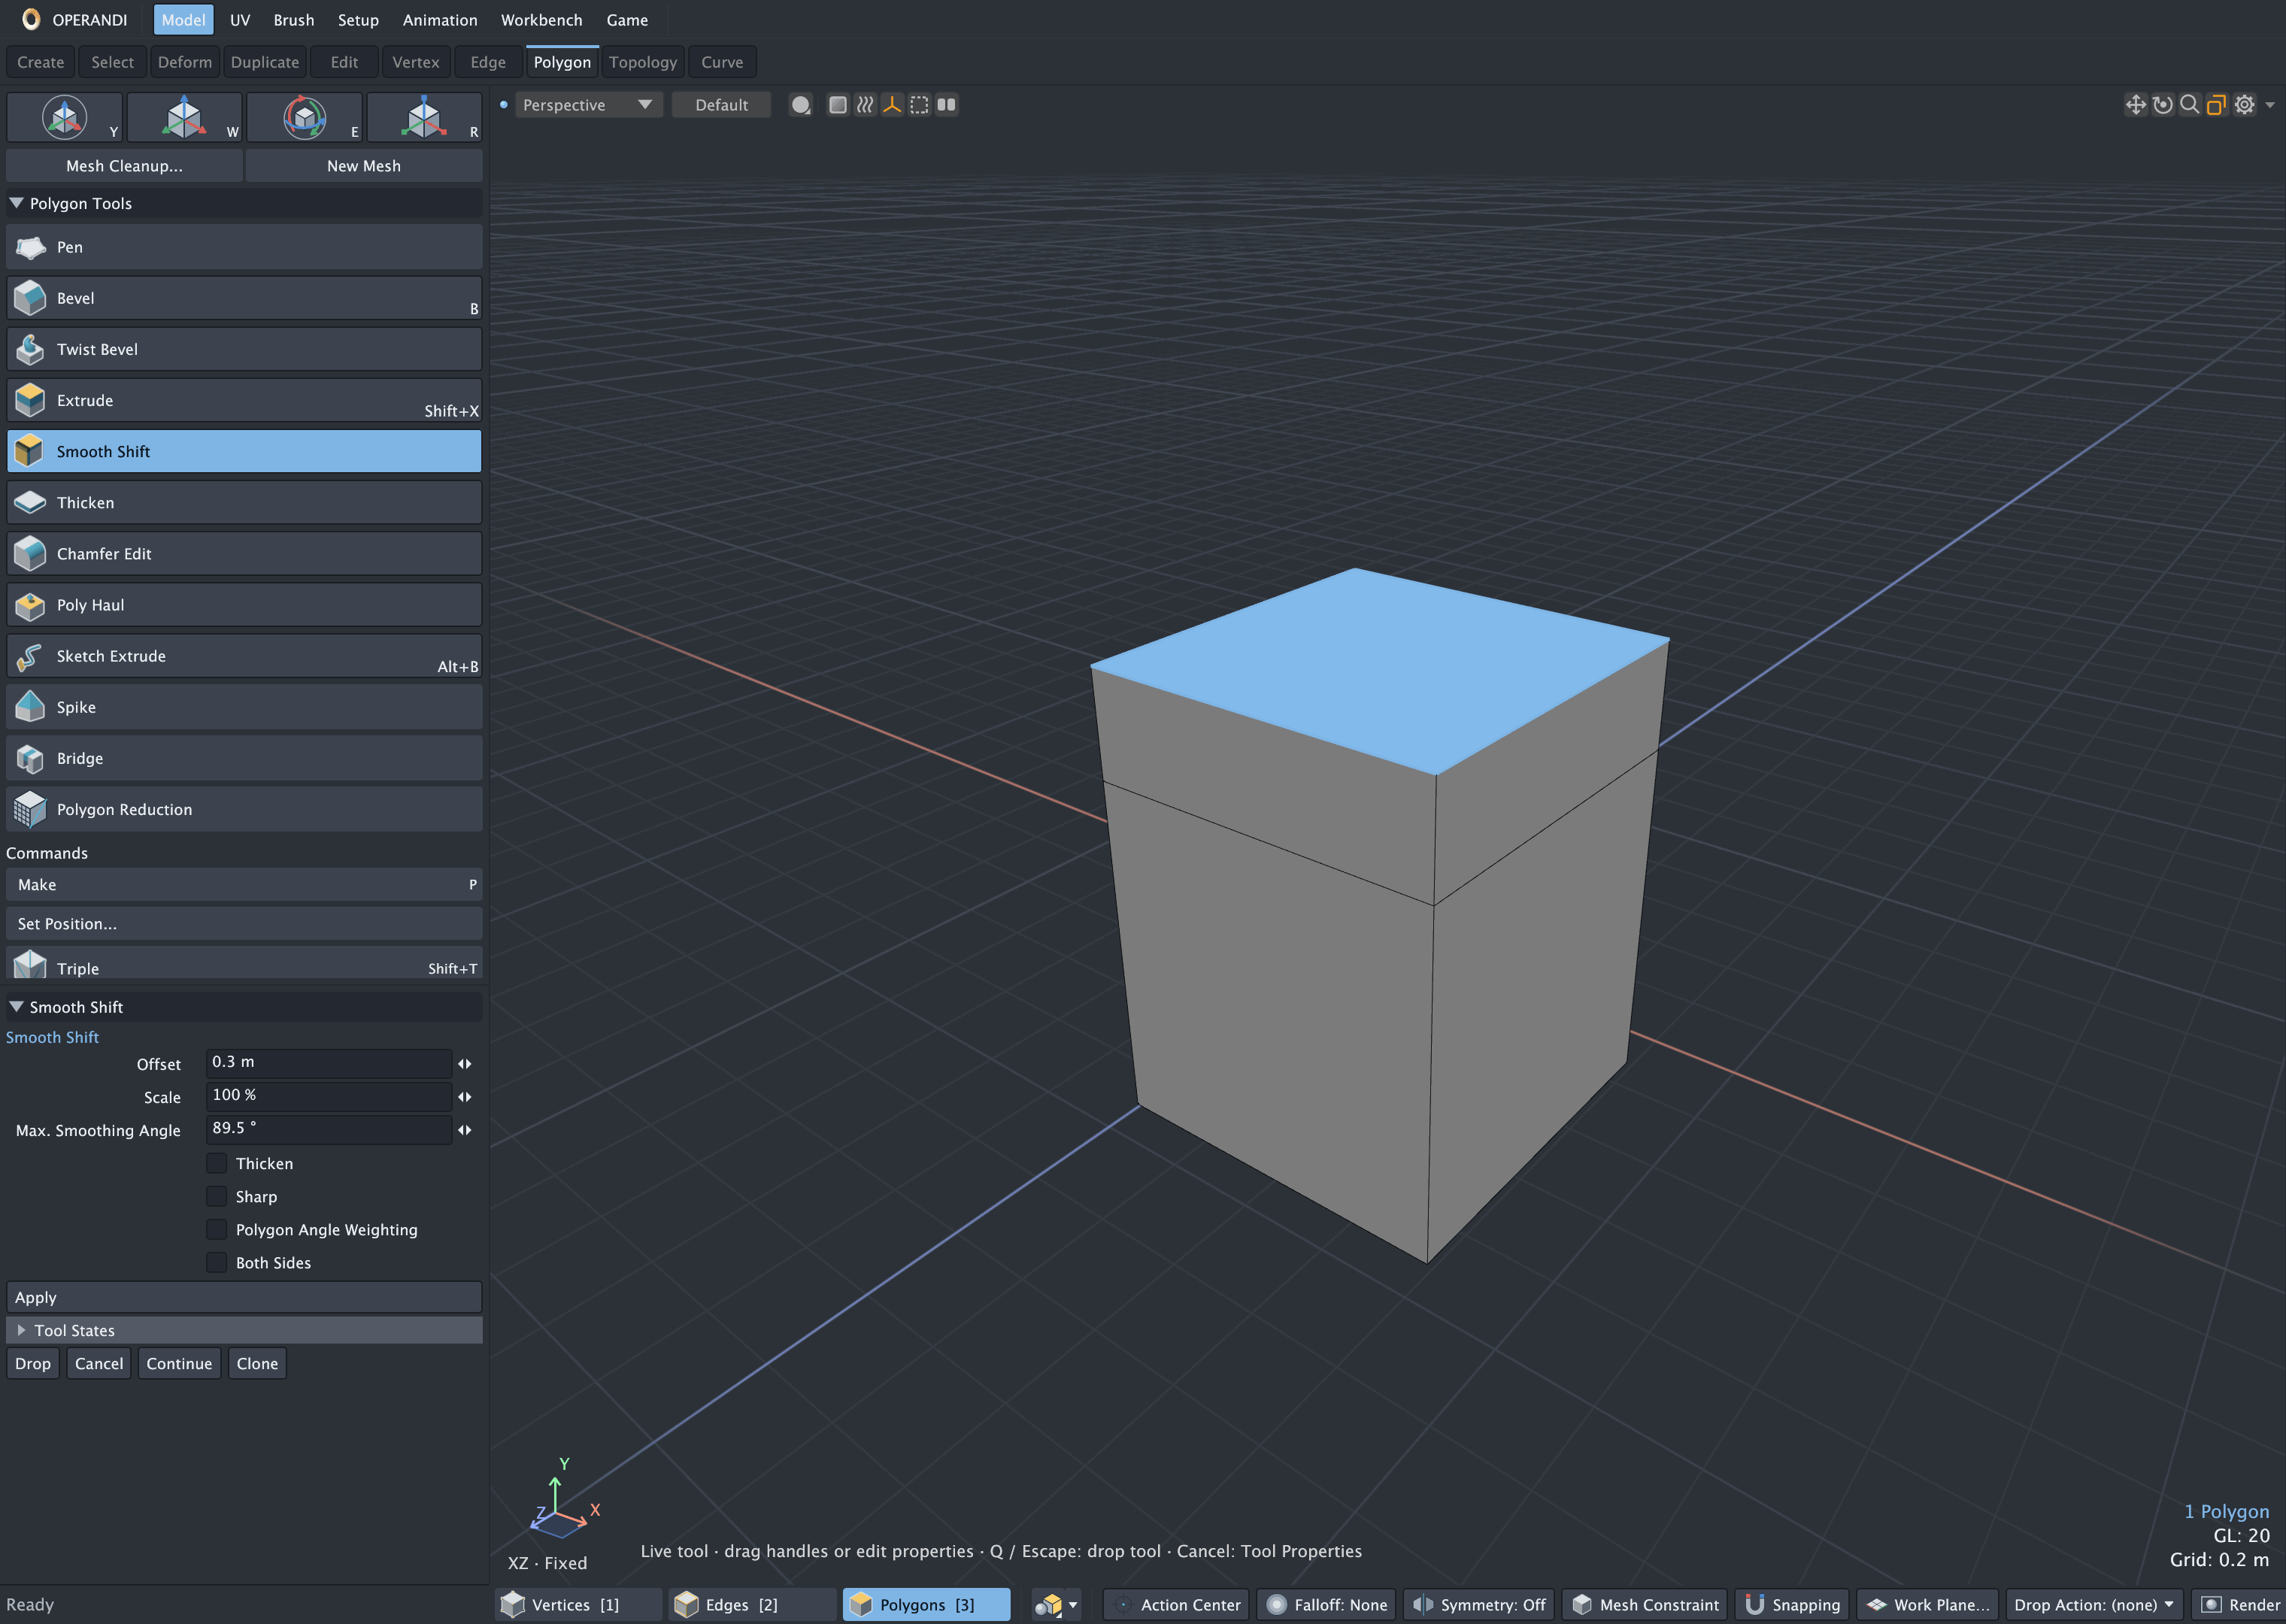 OPERANDI Model UV Brush Setup Animation Workbench Game
Create Select Deform Duplicate Edit Vertex Edge Polygon Topology Curve
Y W E R
Perspective Default
Mesh Cleanup... New Mesh
Polygon Tools
Pen
Bevel B
Twist Bevel
Extrude Shift+X
Smooth Shift
Thicken
Chamfer Edit
Poly Haul
Sketch Extrude Alt+B
Spike
Bridge
Polygon Reduction
Commands
Make P
Set Position...
Triple Shift+T
Smooth Shift
Smooth Shift
Offset 0.3 m
Scale 100 %
Max. Smoothing Angle 89.5 °
Thicken
Sharp
Polygon Angle Weighting
Both Sides
Apply
Tool States
Drop Cancel Continue Clone
Y
Z X
XZ · Fixed
Live tool · drag handles or edit properties · Q / Escape: drop tool · Cancel: Tool Properties
1 Polygon
GL: 20
Grid: 0.2 m
Ready Vertices [1] Edges [2] Polygons [3] Action Center Falloff: None Symmetry: Off Mesh Constraint Snapping Work Plane... Drop Action: (none) Render